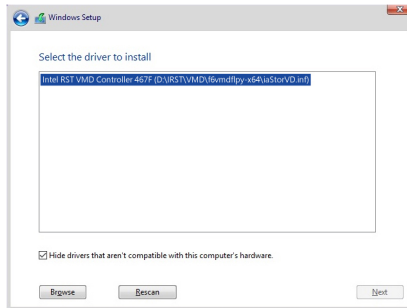 Windows Setup
Select the driver to install
Intel RST VMD Controller 467F (D:\IRST\VMD\f6vmdflpy-x64\iaStorVD.inf)
Hide drivers that aren't compatible with this computer's hardware.
Browse
Rescan
Next